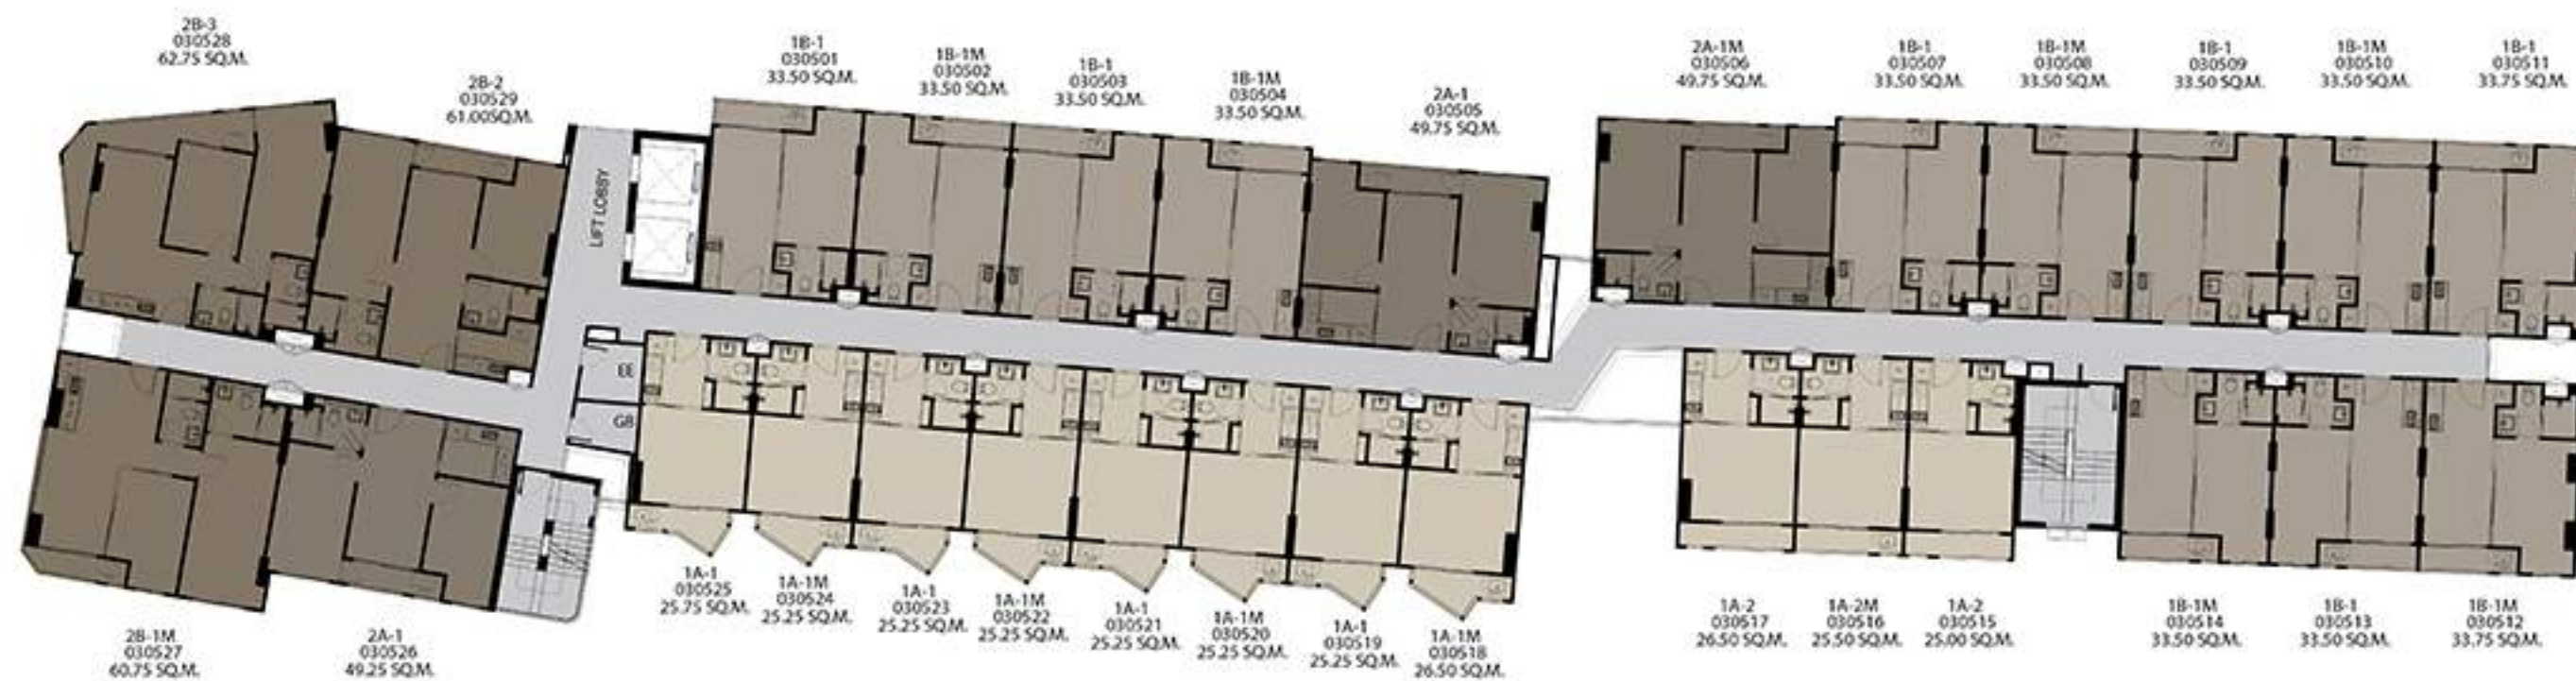 2B-3
030528
62.75 SQ.M.
2B-2
030529
61.00SQ.M.
1B-1
030501
33.50 SQ.M.
1B-1M
030502
33.50 SQ.M.
1B-1
030503
33.50 SQ.M.
1B-1M
030504
33.50 SQ.M.
2A-1
030505
49.75 SQ.M.
2A-1M
030506
49.75 SQ.M.
1B-1
030507
33.50 SQ.M.
1B-1M
030508
33.50 SQ.M.
1B-1
030509
33.50 SQ.M.
1B-1M
030510
33.50 SQ.M.
1B-1
030511
33.75 SQ.M.
LIFT LOBBY
EE
GB
2B-1M
030527
60.75 SQ.M.
2A-1
030526
49.25 SQ.M.
1A-1
030525
25.75 SQ.M.
1A-1M
030524
25.25 SQ.M.
1A-1
030523
25.25 SQ.M.
1A-1M
030522
25.25 SQ.M.
1A-1
030521
25.25 SQ.M.
1A-1M
030520
25.25 SQ.M.
1A-1
030519
25.25 SQ.M.
1A-1M
030518
26.50 SQ.M.
1A-2
030517
26.50 SQ.M.
1A-2M
030516
25.50 SQ.M.
1A-2
030515
25.00 SQ.M.
1B-1M
030514
33.50 SQ.M.
1B-1
030513
33.50 SQ.M.
1B-1M
030512
33.75 SQ.M.